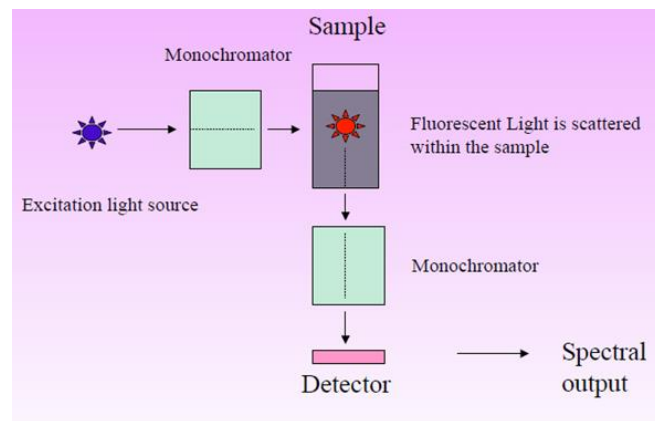 Sample
Monochromator
Fluorescent Light is scattered
within the sample
Excitation light source
Monochromator
Spectral
output
Detector